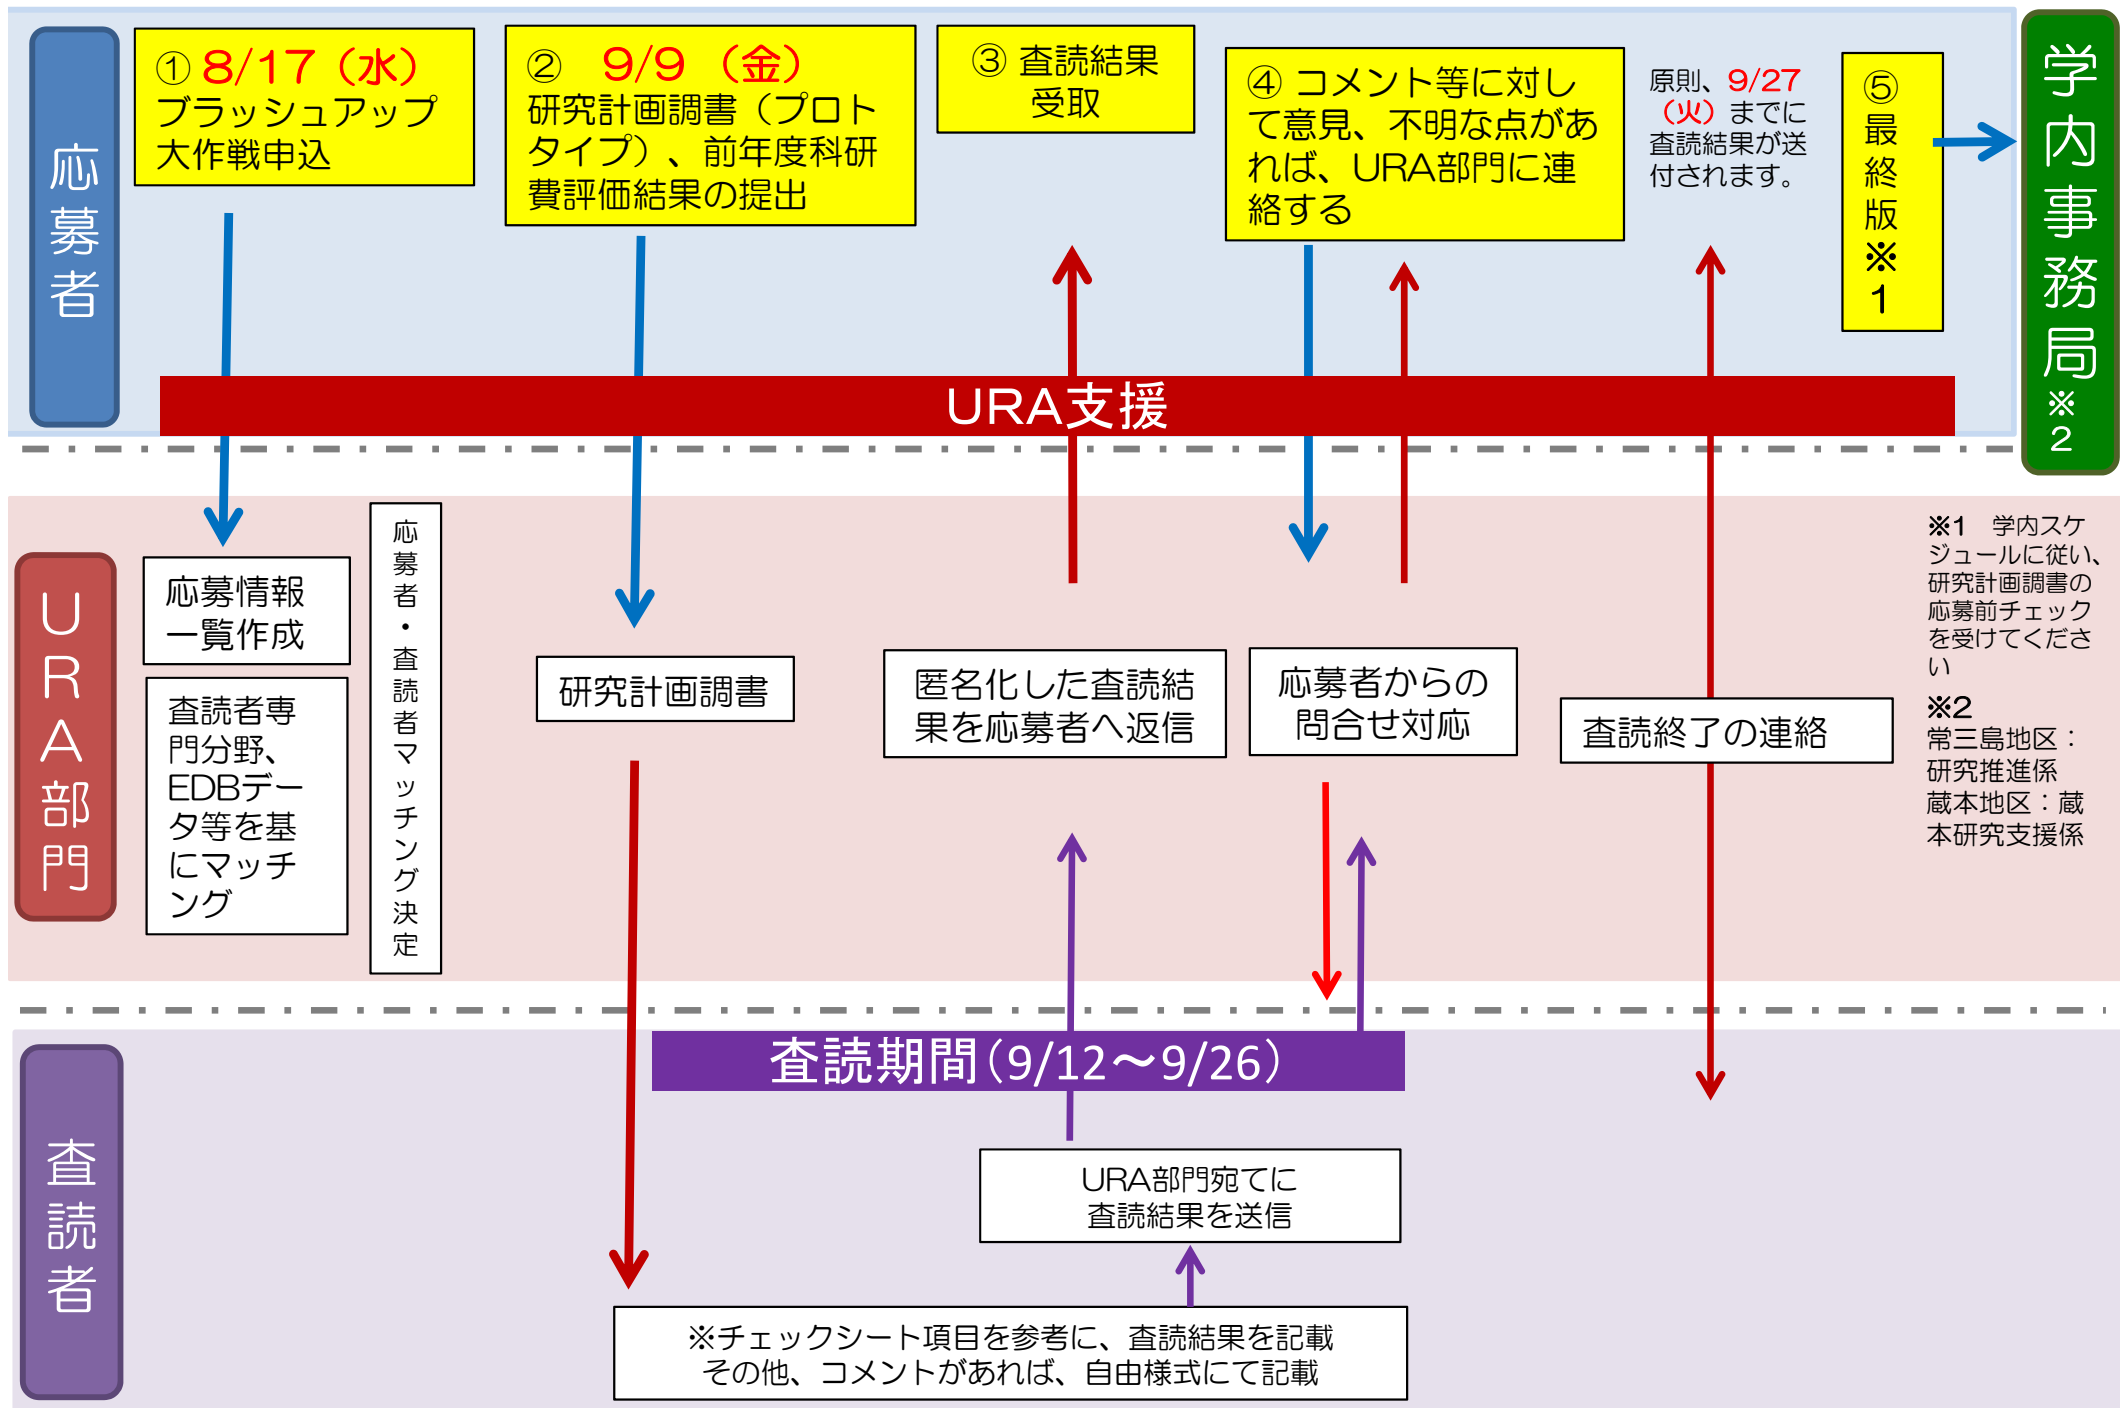 応募者
① 8/17（水）
ブラッシュアップ
大作戦申込
② 9/9 （金）
研究計画調書（プロト
タイプ）、前年度科研
費評価結果の提出
③ 査読結果
受取
④ コメント等に対し
て意見、不明な点があ
れば、URA部門に連
絡する
原則、9/27
（火）までに
査読結果が送
付されます。
⑤
最
終
版
※
１
学内事務局
※
２
URA支援
URA部門
応募情報
一覧作成
査読者専
門分野、
EDBデー
タ等を基
にマッチ
ング
応募者・査読者マッチング決定
研究計画調書
匿名化した査読結
果を応募者へ返信
応募者からの
問合せ対応
査読終了の連絡
※1　学内スケ
ジュールに従い、
研究計画調書の
応募前チェック
を受けてくださ
い
※2
常三島地区：
研究推進係
蔵本地区：蔵
本研究支援係
査読者
査読期間（9/12～9/26）
URA部門宛てに
査読結果を送信
※チェックシート項目を参考に、査読結果を記載
その他、コメントがあれば、自由様式にて記載